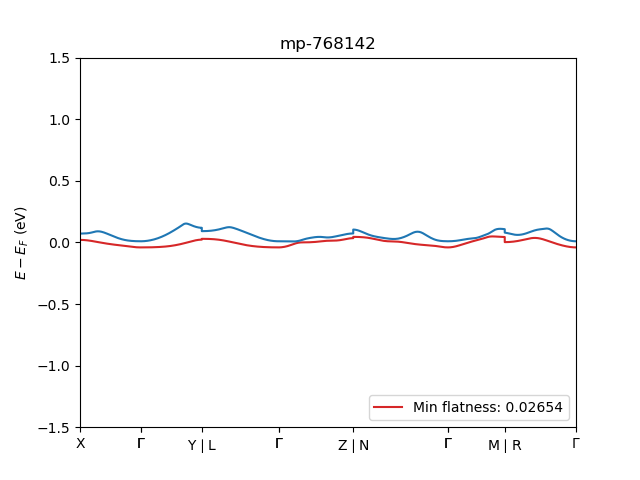 mp-768142
E − E_F (eV)
1.5
1.0
0.5
0.0
−0.5
−1.0
−1.5
Min flatness: 0.02654
X Γ Y | L Γ Z | N Γ M | R Γ